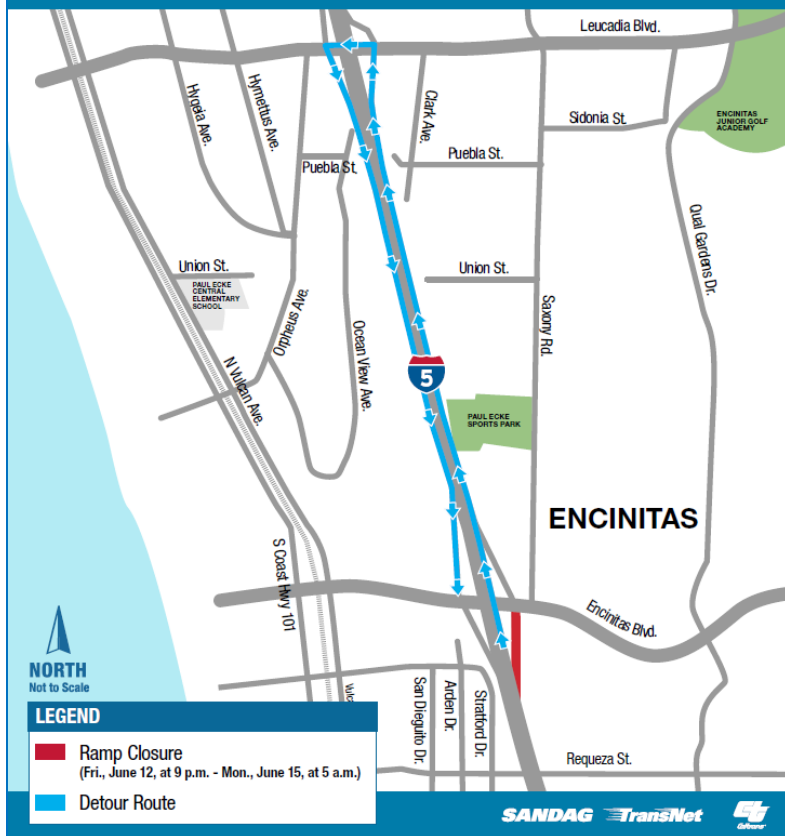 Leucadia Blvd.
Hygeia Ave.
Hymettus Ave.
Clark Ave.
Sidonia St.
ENCINITAS
JUNIOR GOLF
ACADEMY
Puebla St.
Puebla St.
Qual Gardens Dr.
Union St.
Union St.
PAUL ECKE
CENTRAL
ELEMENTARY
SCHOOL
Orpheus Ave.
Ocean View Ave.
Saxony Rd.
N Vulcan Ave.
5
PAUL ECKE
SPORTS PARK
ENCINITAS
S Coast Hwy 101
Encinitas Blvd.
NORTH
Not to Scale
San Dieguito Dr.
Arden Dr.
Stratford Dr.
Requeza St.
LEGEND
Ramp Closure
(Fri., June 12, at 9 p.m. - Mon., June 15, at 5 a.m.)
Detour Route
SANDAG TransNet Caltrans